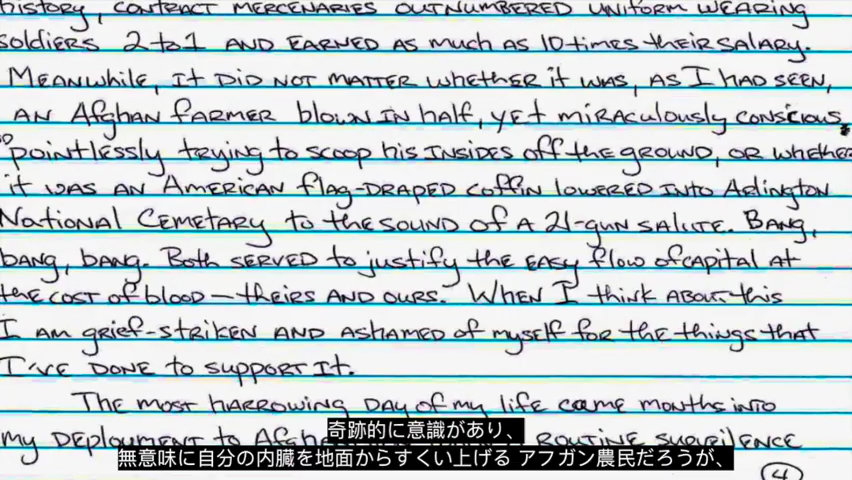 history, contract mercenaries outnumbered uniform wearing
soldiers 2 to 1 and earned as much as 10 times their salary.
Meanwhile, it did not matter whether it was, as I had seen,
an Afghan farmer blown in half, yet miraculously conscious,
pointlessly trying to scoop his insides off the ground, or whether
it was an American flag-draped coffin lowered into Arlington
National Cemetary to the sound of a 21-gun salute. Bang,
bang, bang. Both served to justify the easy flow of capital at
the cost of blood—theirs and ours. When I think about this
I am grief-striken and ashamed of myself for the things that
I've done to support it.
The most harrowing day of my life came months into
my deployment to Afgha routine surveilence
奇跡的に意識があり、
無意味に自分の内臓を地面からすくい上げる アフガン農民だろうが、
4